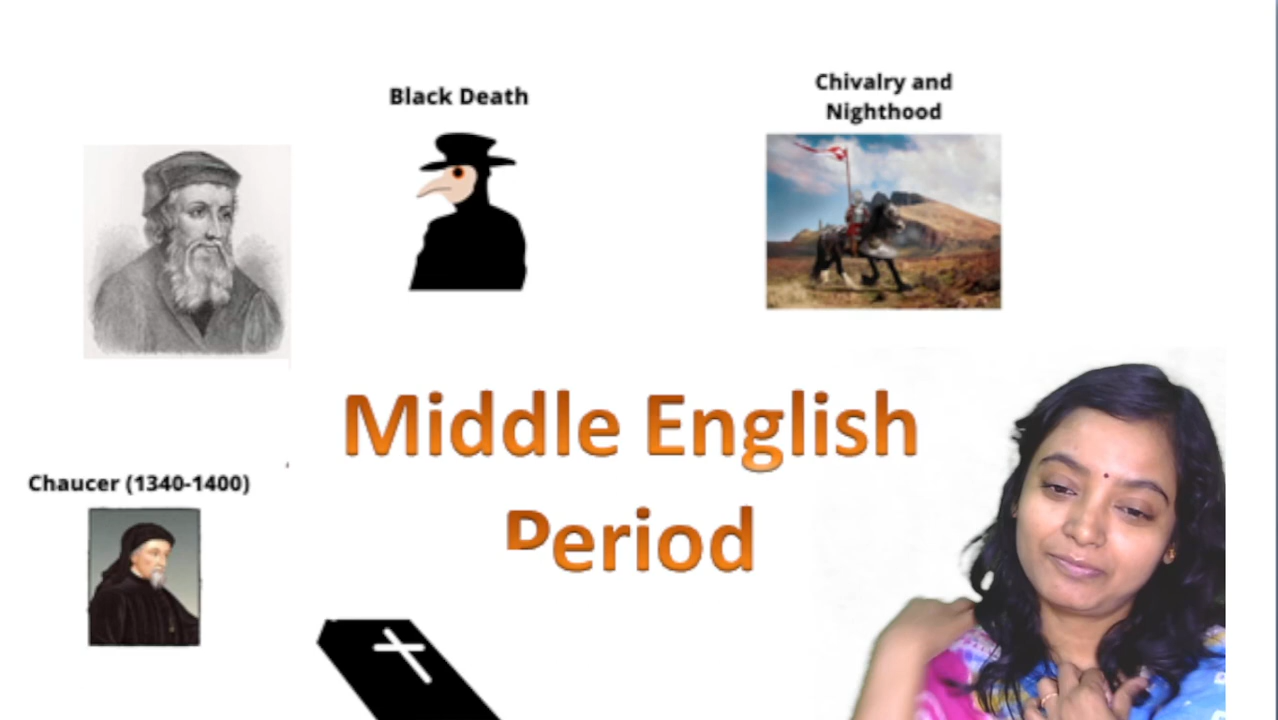 Black Death
Chivalry and
Nighthood
Middle English
Period
Chaucer (1340-1400)